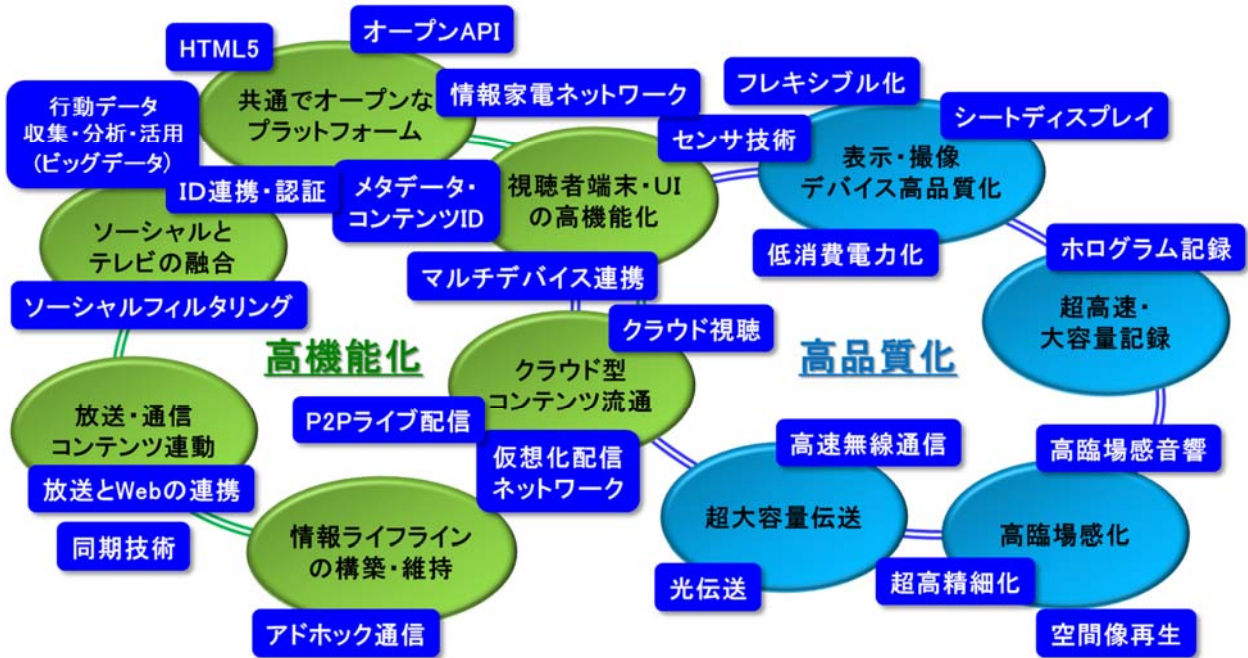 オープンAPI
HTML5
共通でオープンな
プラットフォーム
情報家電ネットワーク
行動データ
収集・分析・活用
(ビッグデータ)
ID連携・認証
メタデータ・
コンテンツID
視聴者端末・UI
の高機能化
センサ技術
フレキシブル化
シートディスプレイ
表示・撮像
デバイス高品質化
低消費電力化
ホログラム記録
ソーシャルと
テレビの融合
ソーシャルフィルタリング
マルチデバイス連携
クラウド視聴
超高速・
大容量記録
高機能化
高品質化
クラウド型
コンテンツ流通
放送・通信
コンテンツ連動
P2Pライブ配信
仮想化配信
ネットワーク
高速無線通信
高臨場感音響
放送とWebの連携
同期技術
情報ライフライン
の構築・維持
アドホック通信
超大容量伝送
光伝送
高臨場感化
超高精細化
空間像再生